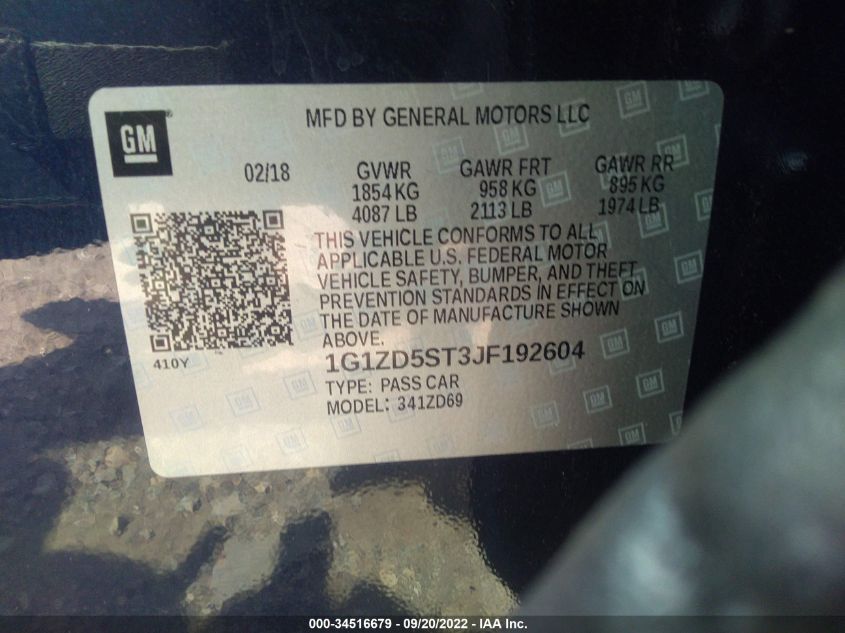 GM ®
MFD BY GENERAL MOTORS LLC
02/18 GVWR GAWR FRT GAWR RR
1854 KG 958 KG 895 KG
4087 LB 2113 LB 1974 LB
THIS VEHICLE CONFORMS TO ALL
APPLICABLE U.S. FEDERAL MOTOR
VEHICLE SAFETY, BUMPER, AND THEFT
PREVENTION STANDARDS IN EFFECT ON
THE DATE OF MANUFACTURE SHOWN
ABOVE.
410Y
1G1ZD5ST3JF192604
TYPE: PASS CAR
MODEL: 341ZD69
000-34516679 - 09/20/2022 - IAA Inc.